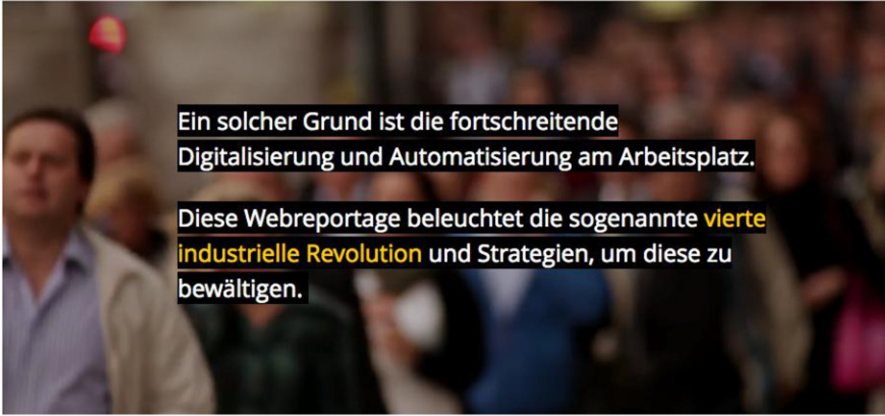 Ein solcher Grund ist die fortschreitende
Digitalisierung und Automatisierung am Arbeitsplatz.
Diese Webreportage beleuchtet die sogenannte vierte
industrielle Revolution und Strategien, um diese zu
bewältigen.